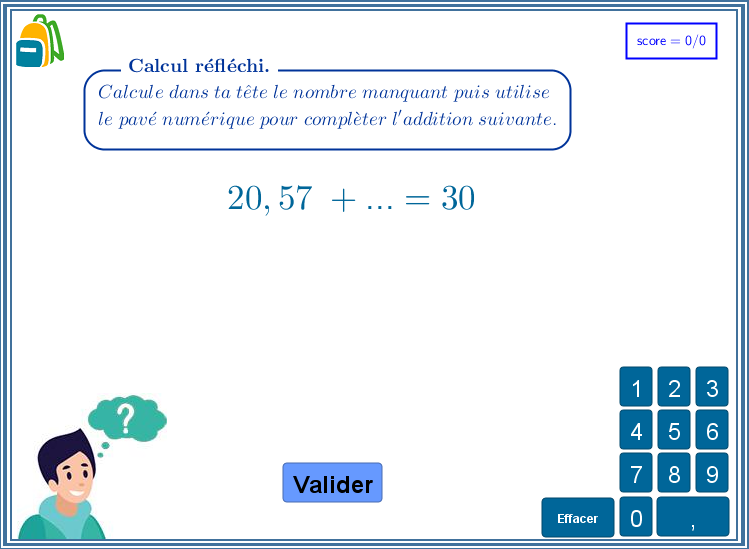 score = 0/0
Calcul réfléchi.
Calcule dans ta tête le nombre manquant puis utilise
le pavé numérique pour complèter l'addition suivante.
20, 57 + ... = 30
?
1 2 3
4 5 6
7 8 9
Valider
Effacer 0 ,